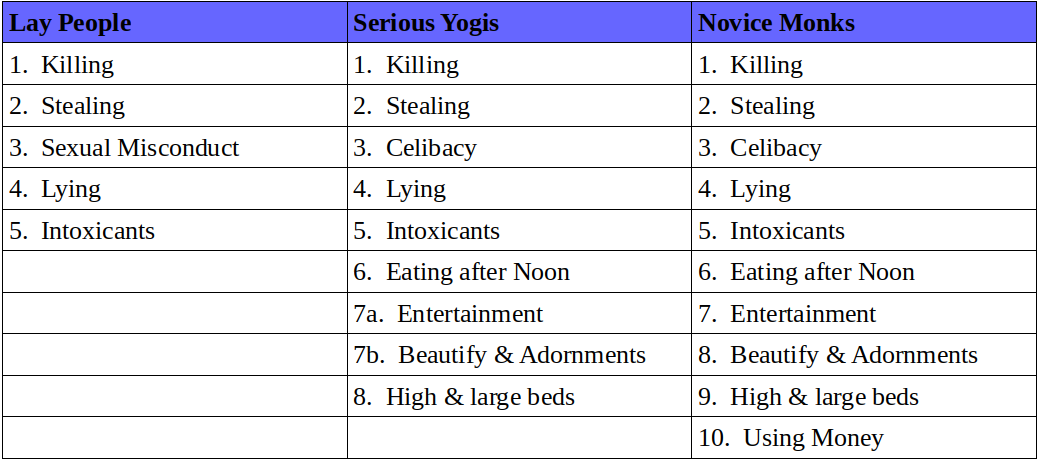 Lay People Serious Yogis Novice Monks
1. Killing 1. Killing 1. Killing
2. Stealing 2. Stealing 2. Stealing
3. Sexual Misconduct 3. Celibacy 3. Celibacy
4. Lying 4. Lying 4. Lying
5. Intoxicants 5. Intoxicants 5. Intoxicants
6. Eating after Noon 6. Eating after Noon
7a. Entertainment 7. Entertainment
7b. Beautify & Adornments 8. Beautify & Adornments
8. High & large beds 9. High & large beds
10. Using Money